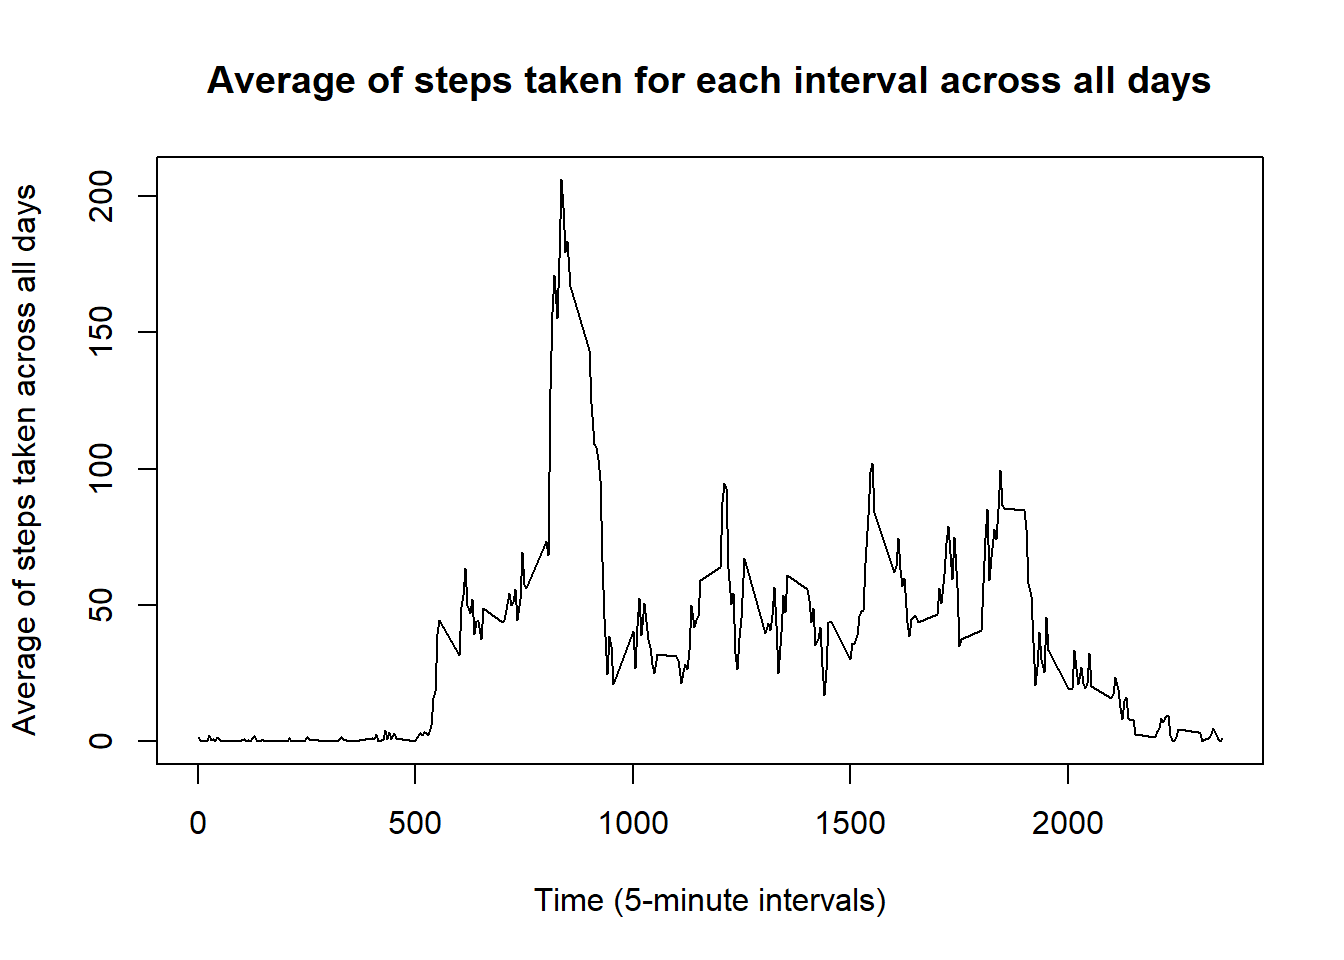 Average of steps taken for each interval across all days
Average of steps taken across all days
200
150
100
50
0
0 500 1000 1500 2000
Time (5-minute intervals)